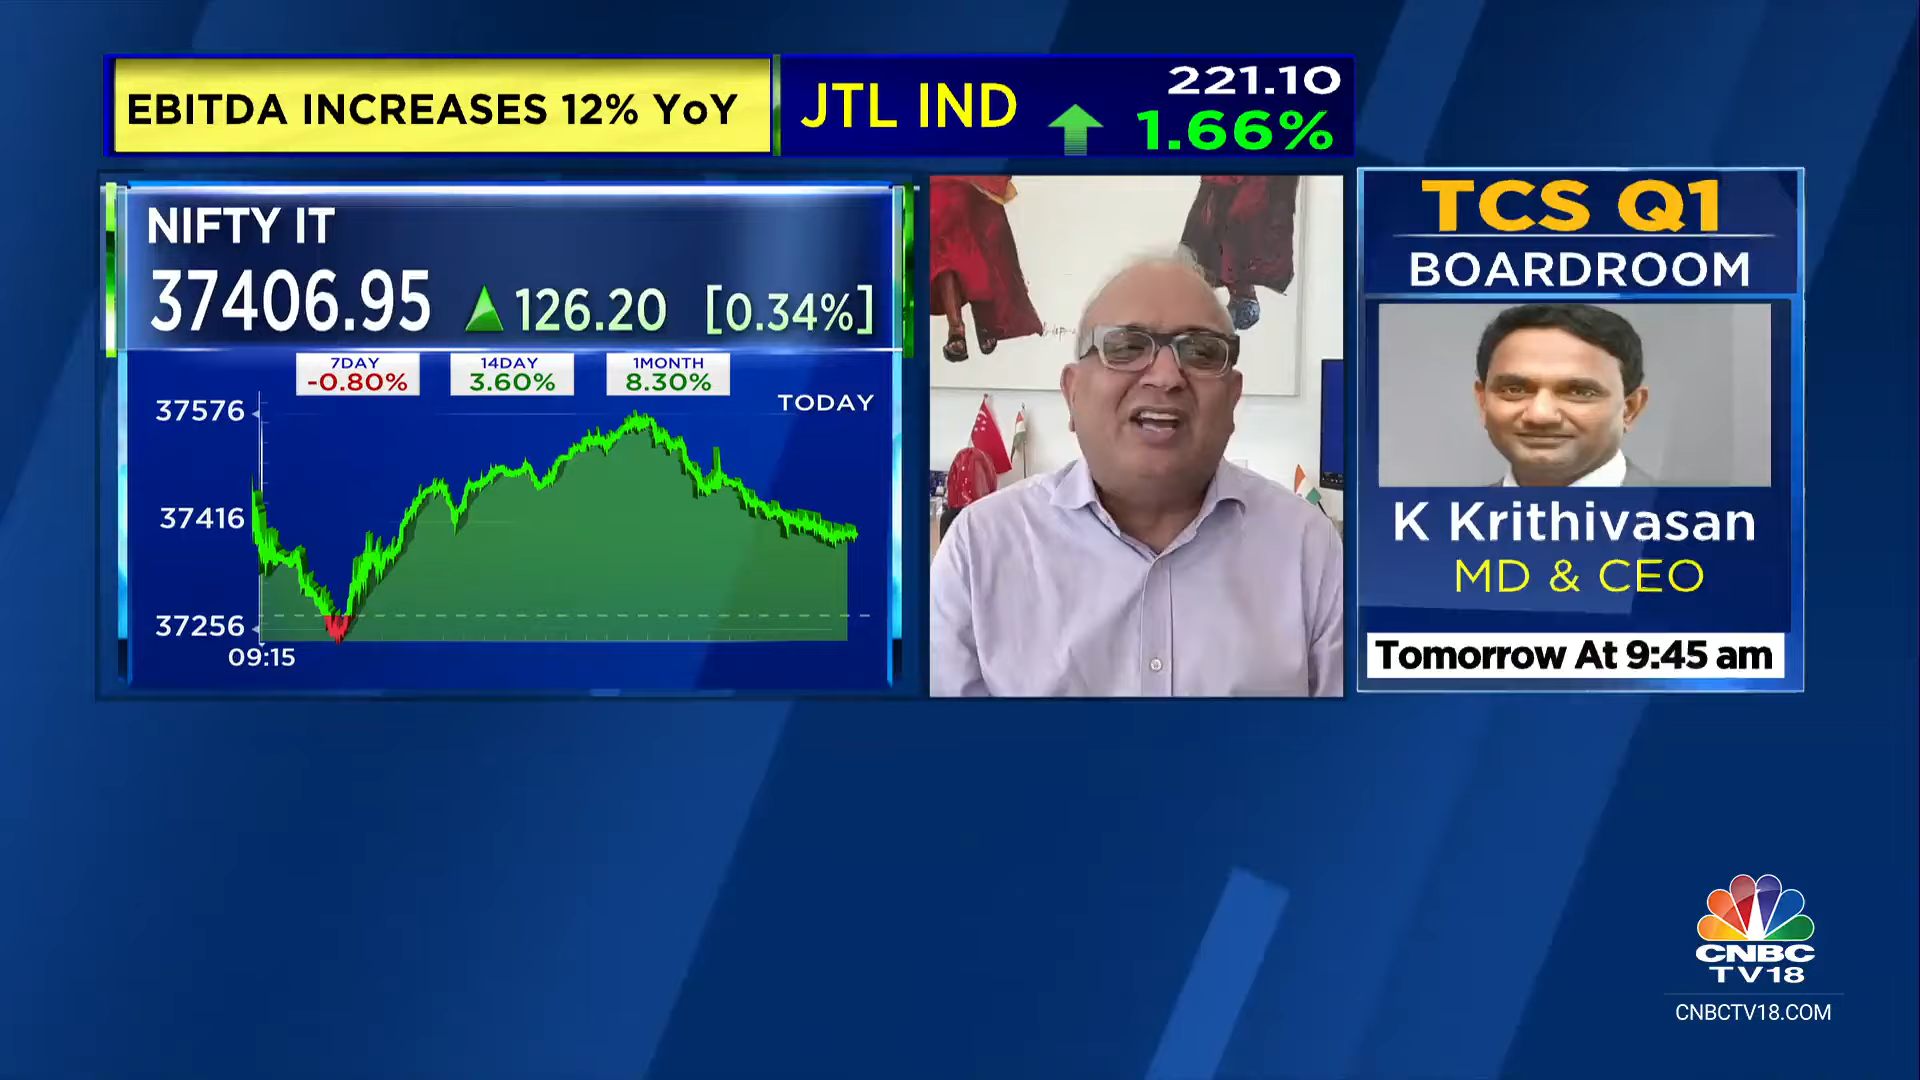 EBITDA INCREASES 12% YoY
JTL IND
221.10
1.66%
NIFTY IT
37406.95
126.20
[0.34%]
7DAY
-0.80%
14DAY
3.60%
1MONTH
8.30%
TODAY
37576
37416
37256
09:15
TCS Q1
BOARDROOM
K Krithivasan
MD & CEO
Tomorrow At 9:45 am
CNBC
TV18
CNBCTV18.COM